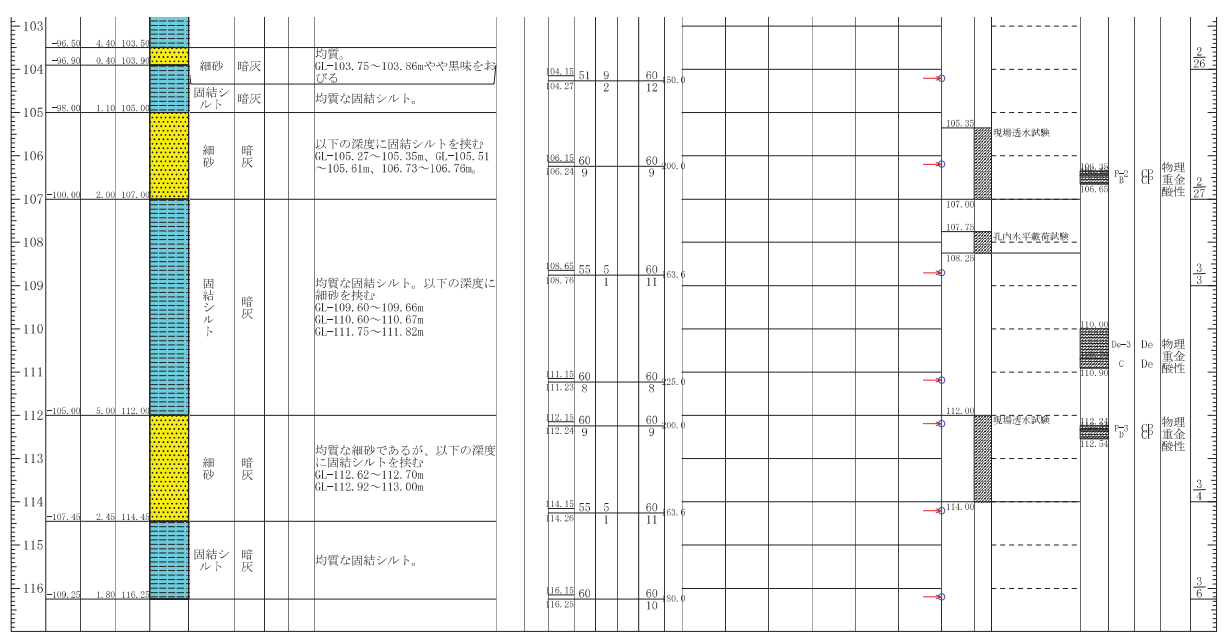 103
-96.50 4.40 103.50
-96.90 0.40 103.90
細砂 暗灰
均質。
GL-103.75～103.86mやや黒味をお
びる
104
104.15 51 9 60
104.27 2 12 150.0
2
26
固結シ
ルト
暗灰
均質な固結シルト。
-98.00 1.10 105.00
105
105.35
現場透水試験
細
砂
暗
灰
以下の深度に固結シルトを挟む
GL-105.27～105.35m、GL-105.51
～105.61m、106.73～106.76m。
106
106.15 60 60
106.24 9 9 200.0
106.35
P-2 CP 物理
B CP 重金
106.65
酸性
2
27
-100.00 2.00 107.00
107
107.00
107.75
孔内水平載荷試験
108
108.25
108.65 55 5 60
108.76 1 11 163.6
3
3
109
固
結
シ
ル
ト
暗
灰
均質な固結シルト。以下の深度に
細砂を挟む
GL-109.60～109.66m
GL-110.60～110.67m
GL-111.75～111.82m
110
110.00
De-3 De 物理
重金
C De
酸性
110.90
111
111.15 60 60
111.23 8 8 225.0
-105.00 5.00 112.00
112
112.00
現場透水試験
112.15 60 60
112.24 9 9 200.0
112.24
P-3 CP 物理
D CP 重金
112.54
酸性
113
細
砂
暗
灰
均質な細砂であるが、以下の深度
に固結シルトを挟む
GL-112.62～112.70m
GL-112.92～113.00m
3
4
114
114.00
114.15 55 5 60
114.26 1 11 163.6
-107.45 2.45 114.45
115
固結シ
ルト
暗
灰
均質な固結シルト。
116
116.15 60 60
116.25 10 180.0
3
6
-109.25 1.80 116.25